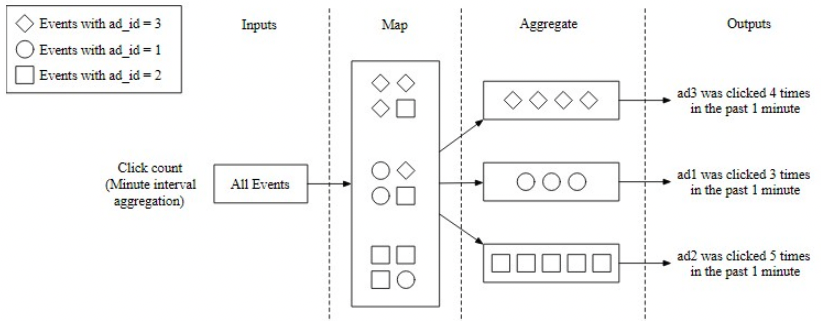 Events with ad_id = 3
Events with ad_id = 1
Events with ad_id = 2
Inputs
Map
Aggregate
Outputs
Click count
(Minute interval
aggregation)
All Events
ad3 was clicked 4 times
in the past 1 minute
ad1 was clicked 3 times
in the past 1 minute
ad2 was clicked 5 times
in the past 1 minute